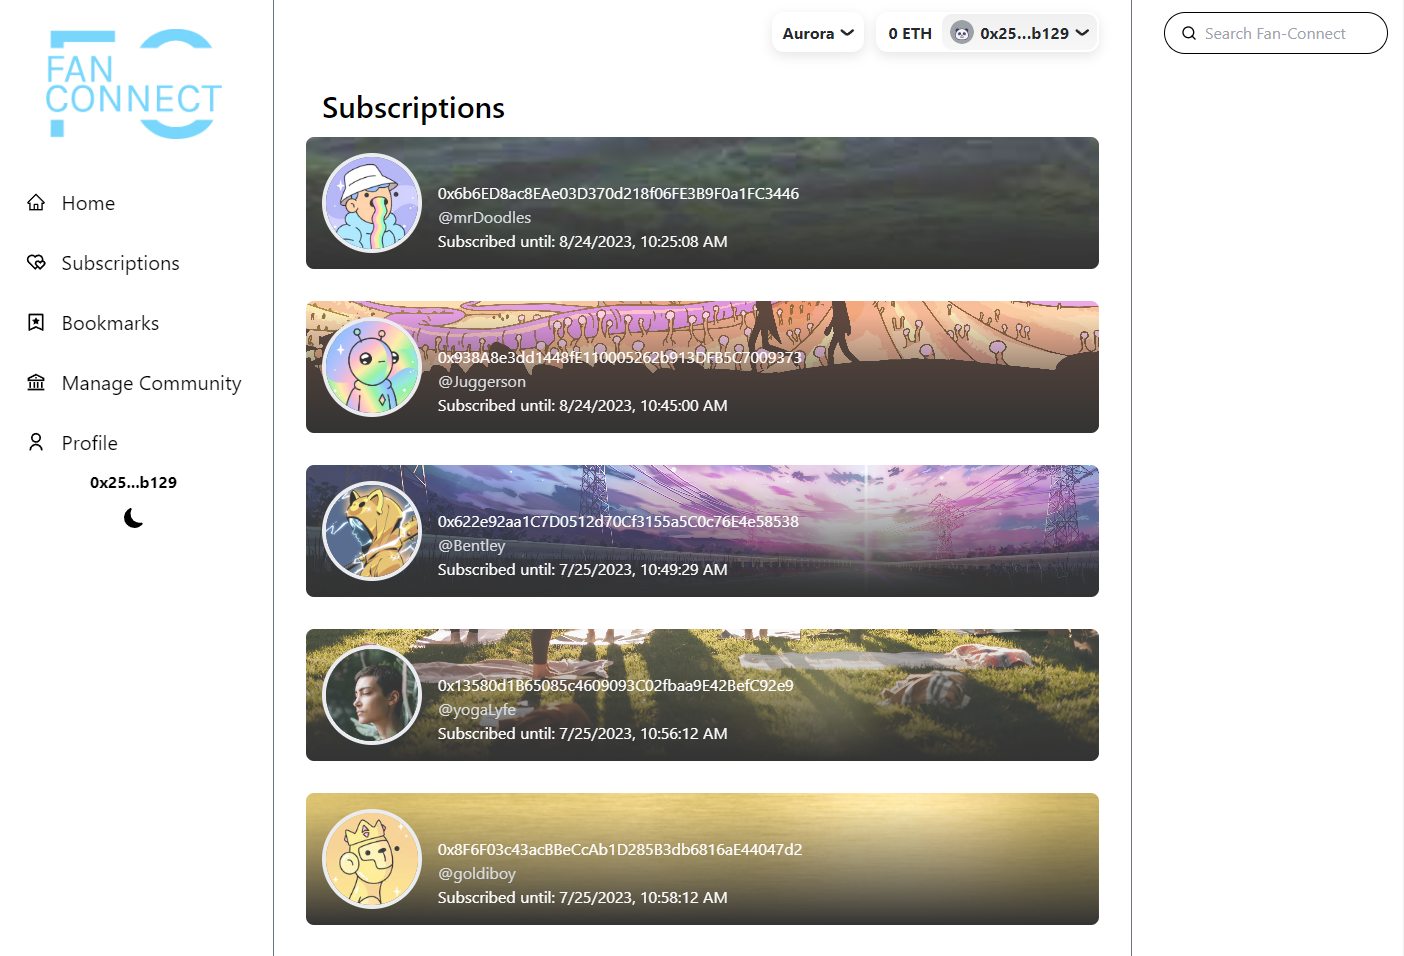 FAN
CONNECT
Home
Subscriptions
Bookmarks
Manage Community
Profile
0x25...b129
Aurora
0 ETH
0x25...b129
Search Fan-Connect
Subscriptions
0x6b6ED8ac8EAe03D370d218f06FE3B9F0a1FC3446
@mrDoodles
Subscribed until: 8/24/2023, 10:25:08 AM
0x938A8e3dd1448fE110005262b913DFB5C7009373
@Juggerson
Subscribed until: 8/24/2023, 10:45:00 AM
0x622e92aa1C7D0512d70Cf3155a5C0c76E4e58538
@Bentley
Subscribed until: 7/25/2023, 10:49:29 AM
0x13580d1B65085c4609093C02fbaa9E42BefC92e9
@yogaLyfe
Subscribed until: 7/25/2023, 10:56:12 AM
0x8F6F03c43acBBeCcAb1D285B3db6816aE44047d2
@goldiboy
Subscribed until: 7/25/2023, 10:58:12 AM